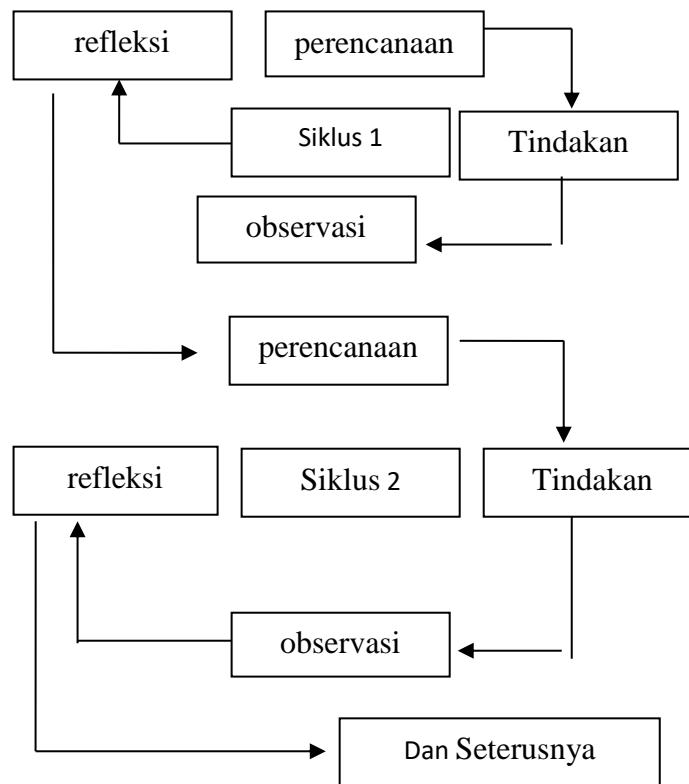 refleksi
perencanaan
Siklus 1
Tindakan
observasi
perencanaan
refleksi
Siklus 2
Tindakan
observasi
Dan Seterusnya